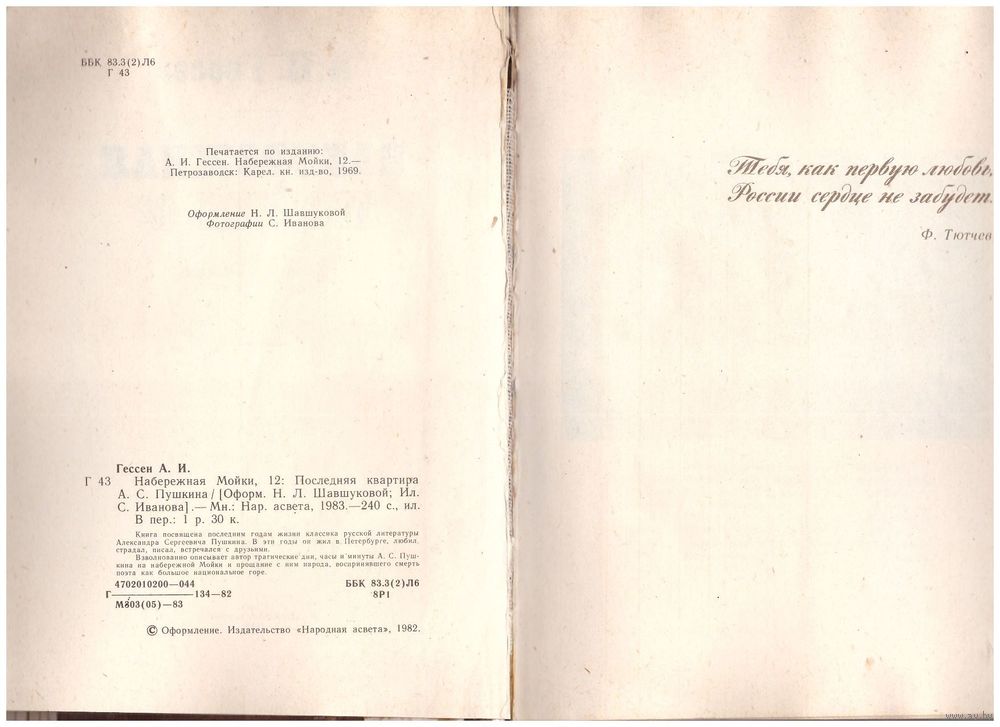 ББК 83.3(2)Л6
Г 43
Печатается по изданию:
А. И. Гессен. Набережная Мойки, 12.—
Петрозаводск: Карел. кн. изд-во, 1969.
Оформление Н. Л. Шавшуковой
Фотографии С. Иванова
Гессен А. И.
Г 43 Набережная Мойки, 12: Последняя квартира
А. С. Пушкина / [Оформ. Н. Л. Шавшуковой; Ил.
С. Иванова].— Мн.: Нар. асвета, 1983.—240 с., ил.
В пер.: 1 р. 30 к.
Книга посвящена последним годам жизни классика русской литературы
Александра Сергеевича Пушкина. В эти годы он жил в Петербурге, любил,
страдал, писал, встречался с друзьями.
Взволнованно описывает автор трагические дни, часы и минуты А. С. Пуш-
кина на набережной Мойки и прощание с ним народа, воспринявшего смерть
поэта как большое национальное горе.
4702010200—044
Г————134—82
М303(05)—83
ББК 83.3(2)Л6
8Р1
© Оформление. Издательство «Народная асвета», 1982.
Тебя, как первую любовь,
России сердце не забудет.
Ф. Тютчев
www.ay.by